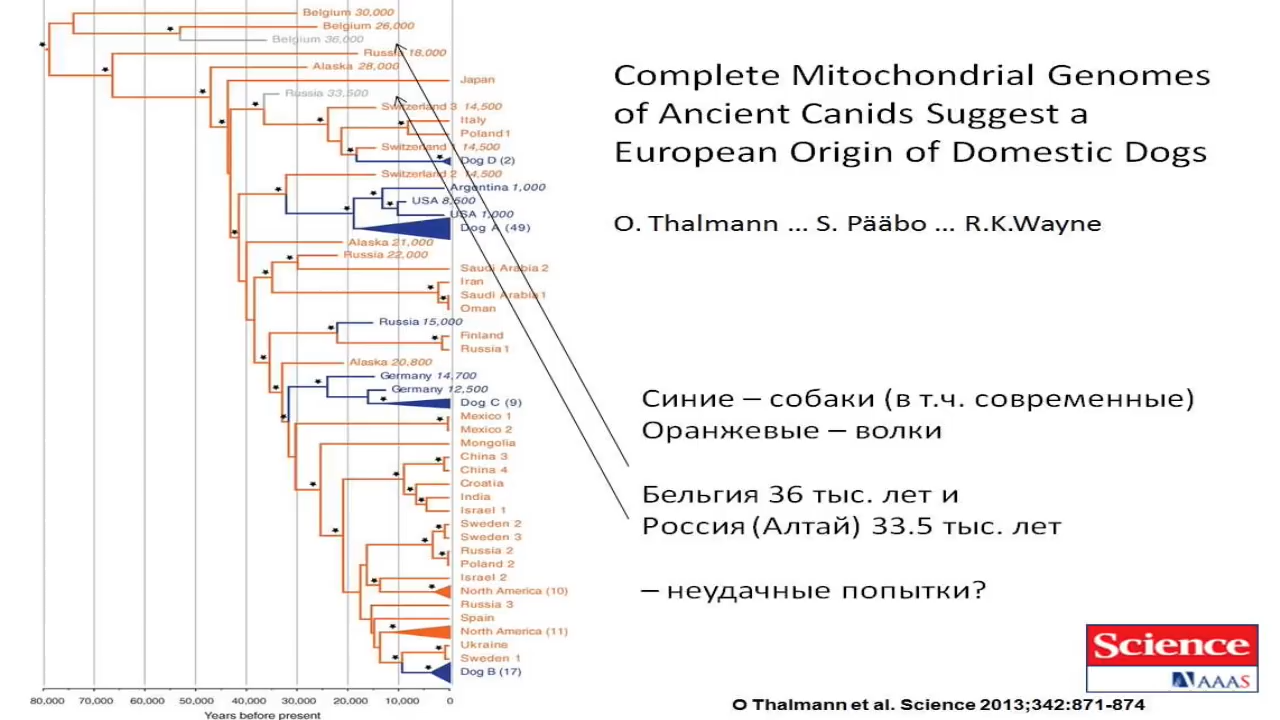 Belgium 30,000
Belgium 26,000
Belgium 36,000
Russia 18,000
Alaska 28,000
Japan
Russia 33,500
Switzerland 3 14,500
Italy
Poland1
Switzerland 1 14,500
Dog D (2)
Switzerland 2 14,500
Argentina 1,000
USA 8,500
USA 1,000
Dog A (49)
Alaska 21,000
Russia 22,000
Saudi Arabia 2
Iran
Saudi Arabia1
Oman
Russia 15,000
Finland
Russia1
Alaska 20,800
Germany 14,700
Germany 12,500
Dog C (9)
Mexico 1
Mexico 2
Mongolia
China 3
China 4
Croatia
India
Israel 1
Sweden 2
Sweden 3
Russia 2
Poland 2
Israel 2
North America (10)
Russia 3
Spain
North America (11)
Ukraine
Sweden 1
Dog B (17)
80,000 70,000 60,000 50,000 40,000 30,000 20,000 10,000 0
Years before present
Complete Mitochondrial Genomes
of Ancient Canids Suggest a
European Origin of Domestic Dogs
O. Thalmann ... S. Pääbo ... R.K.Wayne
Синие – собаки (в т.ч. современные)
Оранжевые – волки
Бельгия 36 тыс. лет и
Россия (Алтай) 33.5 тыс. лет
– неудачные попытки?
Science
AAAS
O Thalmann et al. Science 2013;342:871-874